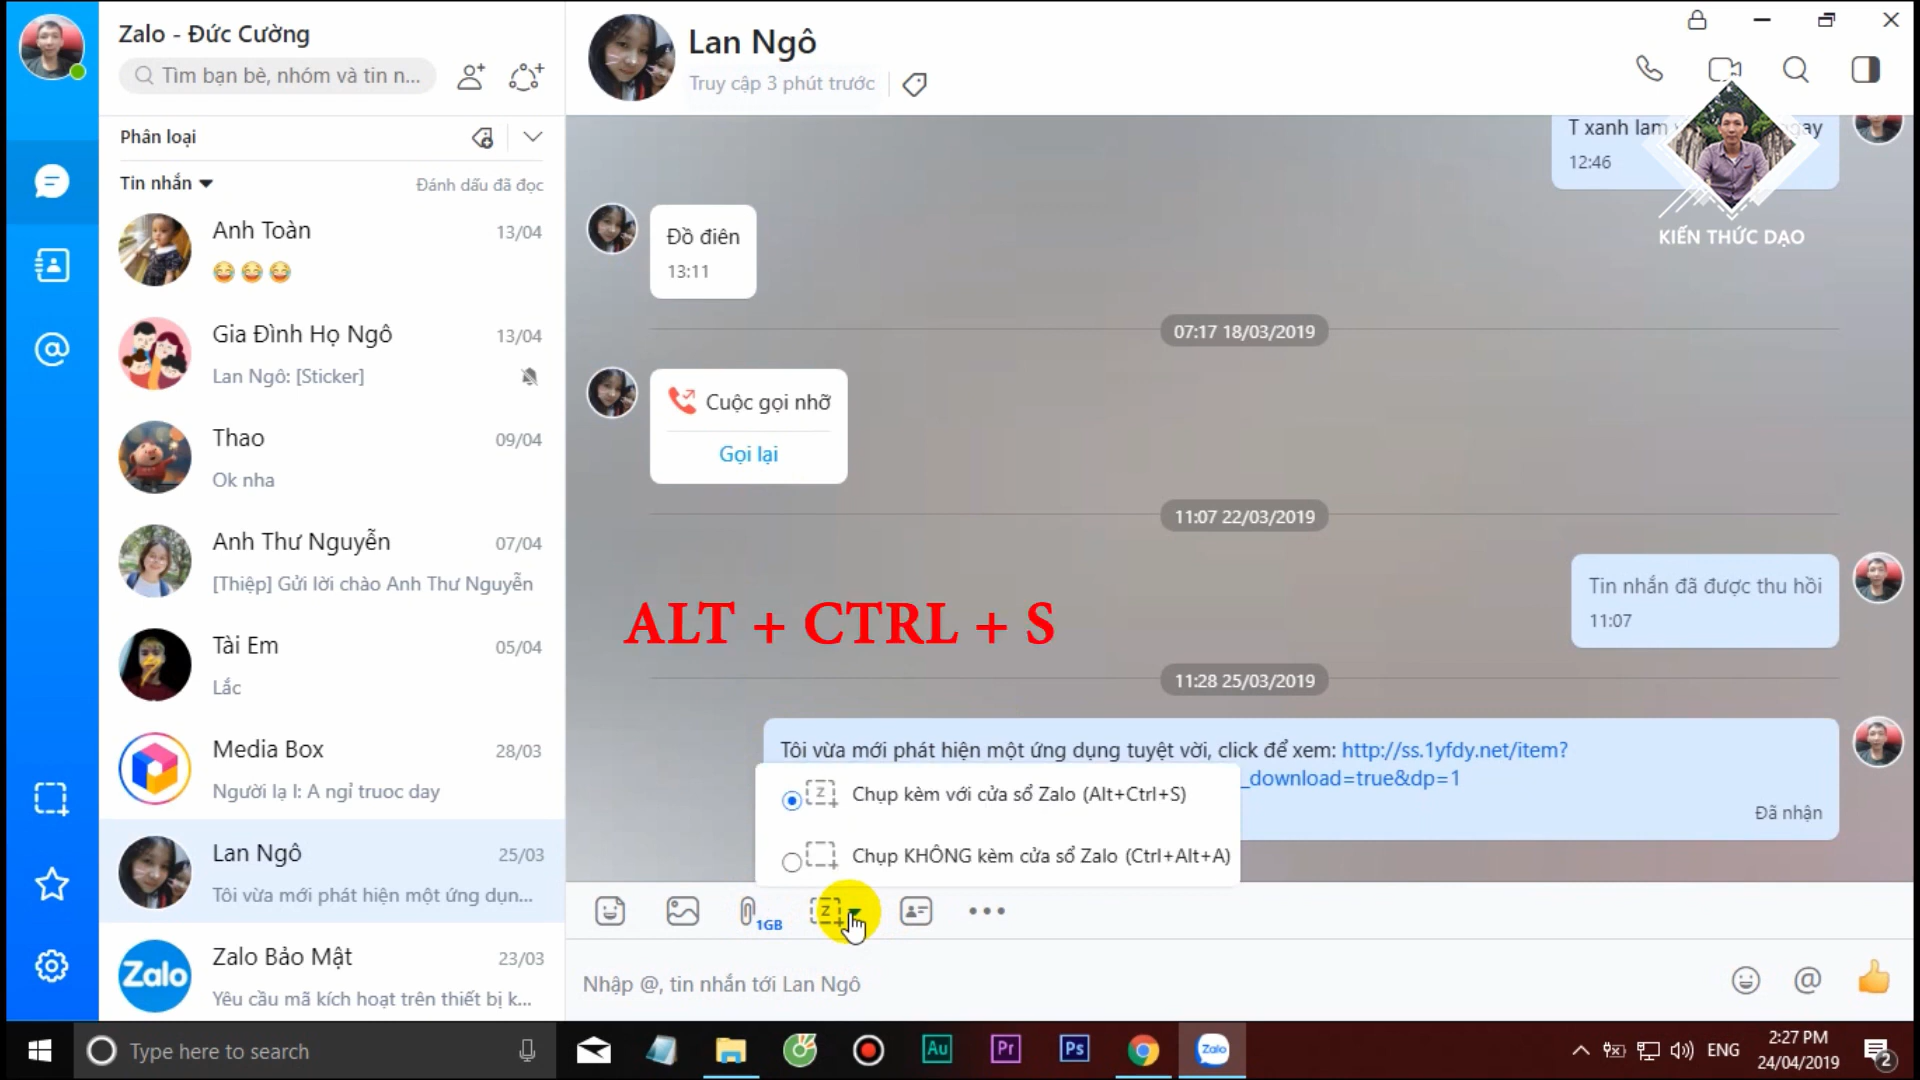 Zalo - Đức Cường
Tìm bạn bè, nhóm và tin n...
Phân loại
Tin nhắn
Đánh dấu đã đọc
Anh Toàn
13/04
Gia Đình Họ Ngô
13/04
Lan Ngô: [Sticker]
Thao
09/04
Ok nha
Anh Thư Nguyễn
07/04
[Thiệp] Gửi lời chào Anh Thư Nguyễn
Tài Em
05/04
Lắc
Media Box
28/03
Người lạ I: A ngỉ truoc day
Lan Ngô
25/03
Tôi vừa mới phát hiện một ứng dụn...
Zalo Bảo Mật
23/03
Zalo
Yêu cầu mã kích hoạt trên thiết bị k...
Lan Ngô
Truy cập 3 phút trước
T xanh lam
12:46
KIẾN THỨC DẠO
Đồ điên
13:11
07:17 18/03/2019
Cuộc gọi nhỡ
Gọi lại
11:07 22/03/2019
Tin nhắn đã được thu hồi
11:07
ALT + CTRL + S
11:28 25/03/2019
Tôi vừa mới phát hiện một ứng dụng tuyệt vời, click để xem: http://ss.1yfdy.net/item?
_download=true&dp=1
Đã nhận
Chụp kèm với cửa sổ Zalo (Alt+Ctrl+S)
Chụp KHÔNG kèm cửa sổ Zalo (Ctrl+Alt+A)
1GB
Nhập @, tin nhắn tới Lan Ngô
Type here to search
Au
Pr
Ps
Zalo
ENG
2:27 PM
24/04/2019
2